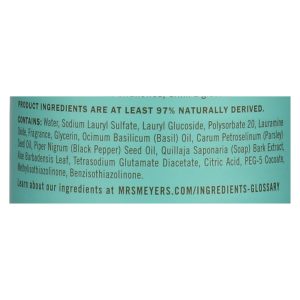 PRODUCT INGREDIENTS ARE AT LEAST 97% NATURALLY DERIVED.
CONTAINS: Water, Sodium Lauryl Sulfate, Lauryl Glucoside, Polysorbate 20, Lauramine
Oxide, Fragrance, Glycerin, Ocimum Basilicum (Basil) Oil, Carum Petroselinum (Parsley)
Seed Oil, Piper Nigrum (Black Pepper) Seed Oil, Quillaja Saponaria (Soap) Bark Extract,
Aloe Barbadensis Leaf, Tetrasodium Glutamate Diacetate, Citric Acid, PEG-5 Cocoate,
Methylisothiazolinone, Benzisothiazolinone.
Learn about our ingredients at MRSMEYERS.COM/INGREDIENTS-GLOSSARY